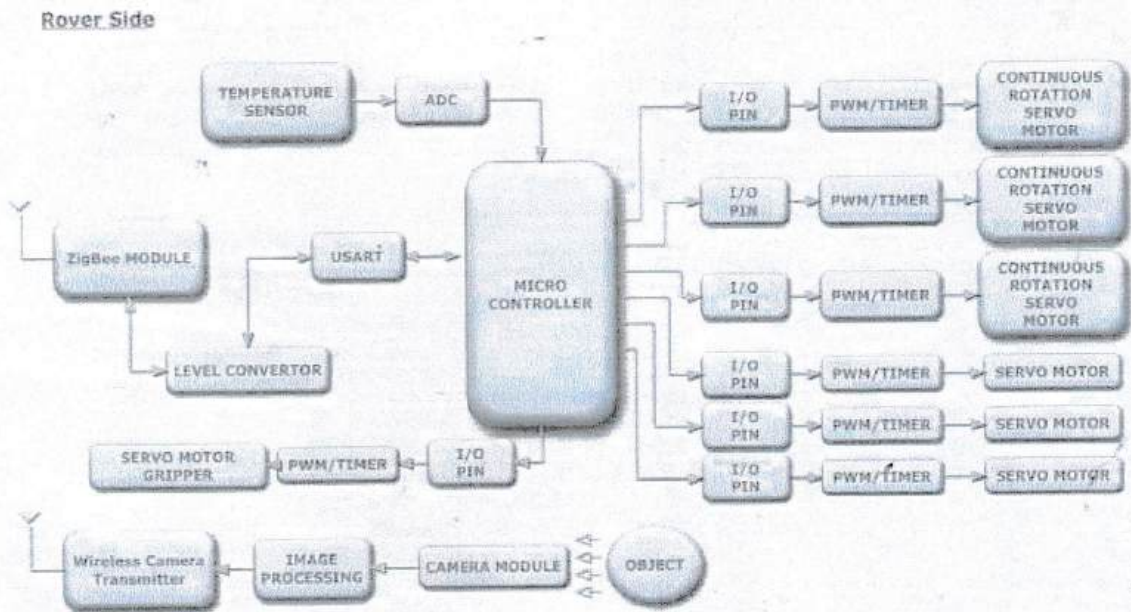 Rover Side
TEMPERATURE
SENSOR
ADC
I/O
PIN
PWM/TIMER
CONTINUOUS
ROTATION
SERVO
MOTOR
I/O
PIN
PWM/TIMER
CONTINUOUS
ROTATION
SERVO
MOTOR
ZigBee MODULE
USART
MICRO
CONTROLLER
I/O
PIN
PWM/TIMER
CONTINUOUS
ROTATION
SERVO
MOTOR
LEVEL CONVERTOR
I/O
PIN
PWM/TIMER
SERVO MOTOR
I/O
PIN
PWM/TIMER
SERVO MOTOR
SERVO MOTOR
GRIPPER
PWM/TIMER
I/O
PIN
I/O
PIN
PWM/TIMER
SERVO MOTOR
Wireless Camera
Transmitter
IMAGE
PROCESSING
CAMERA MODULE
OBJECT